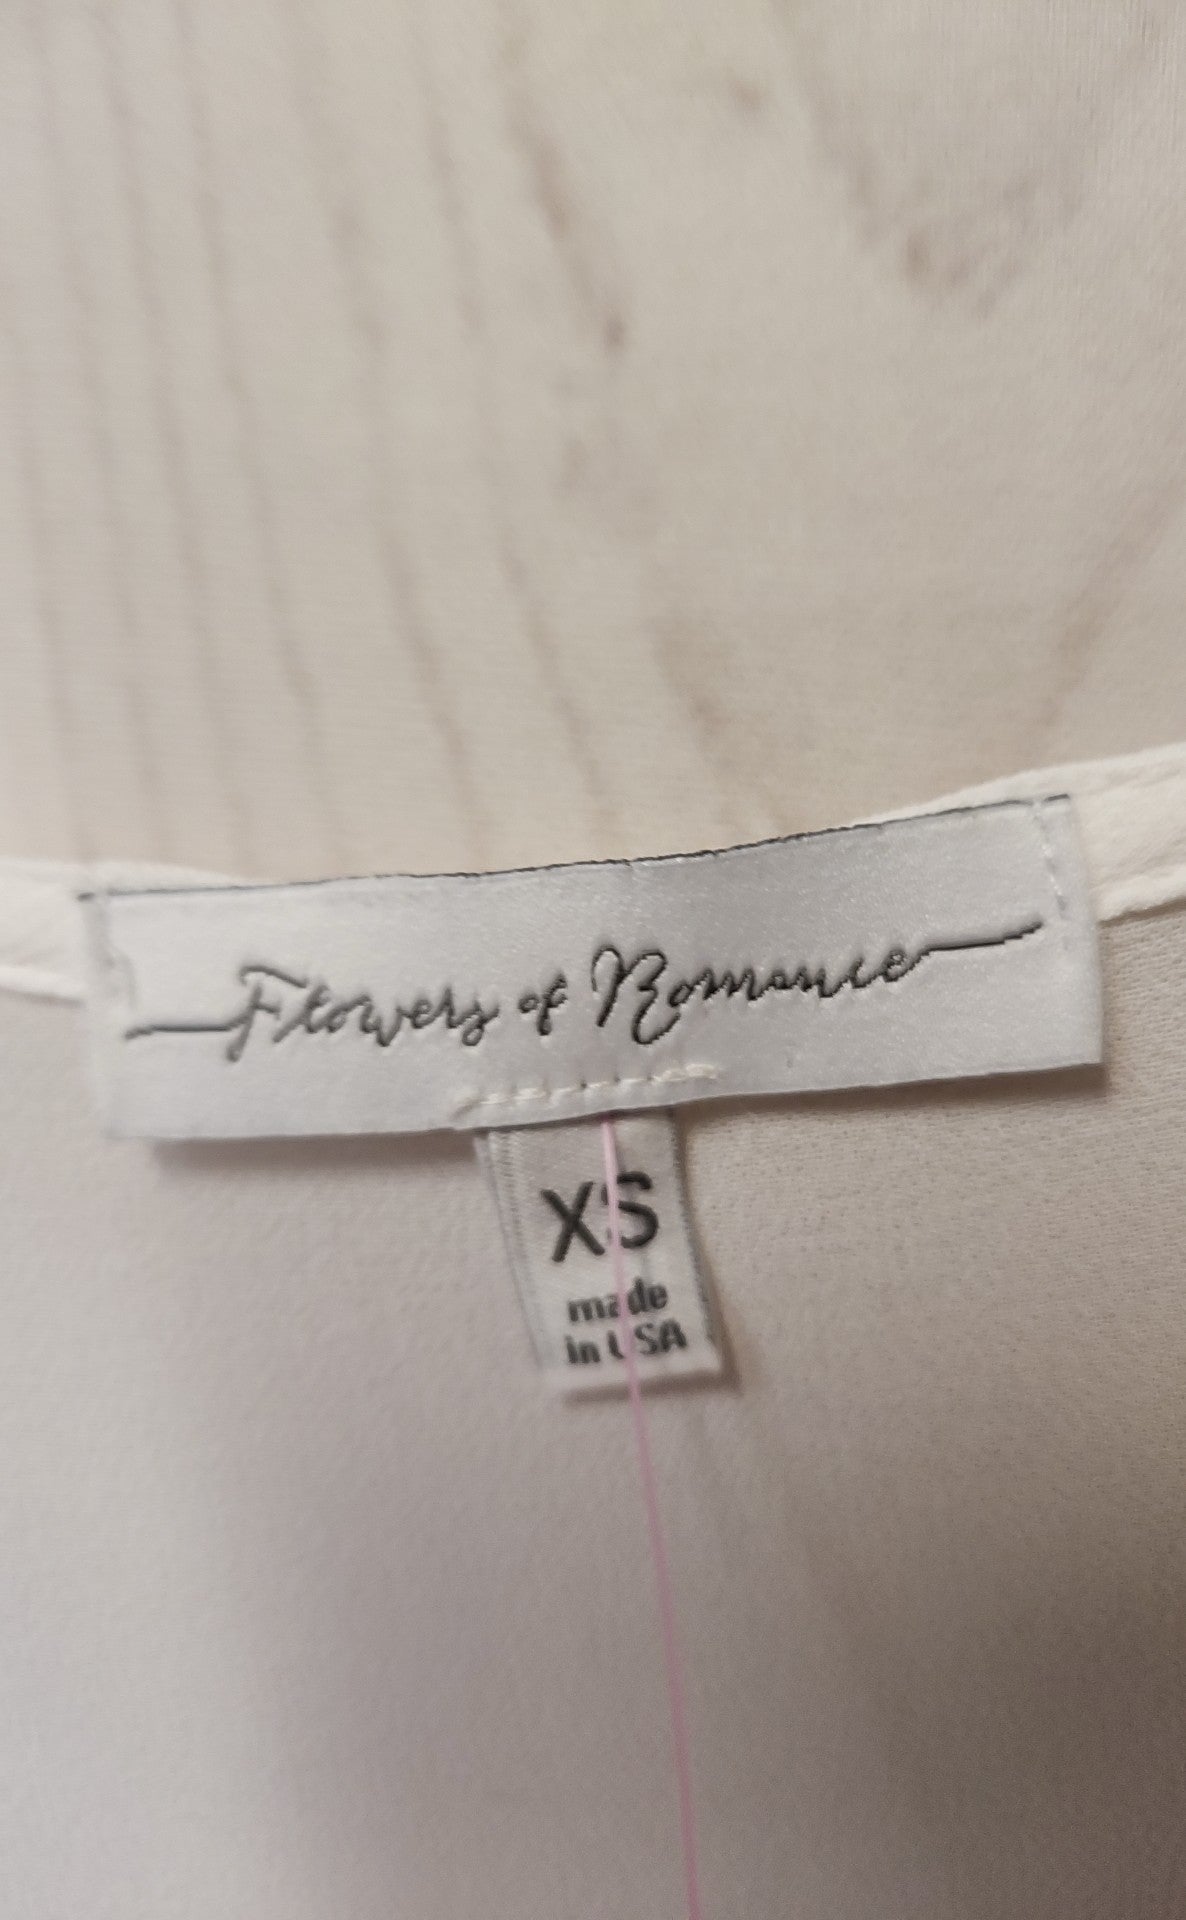 Flowers of Romance
XS
made
in USA